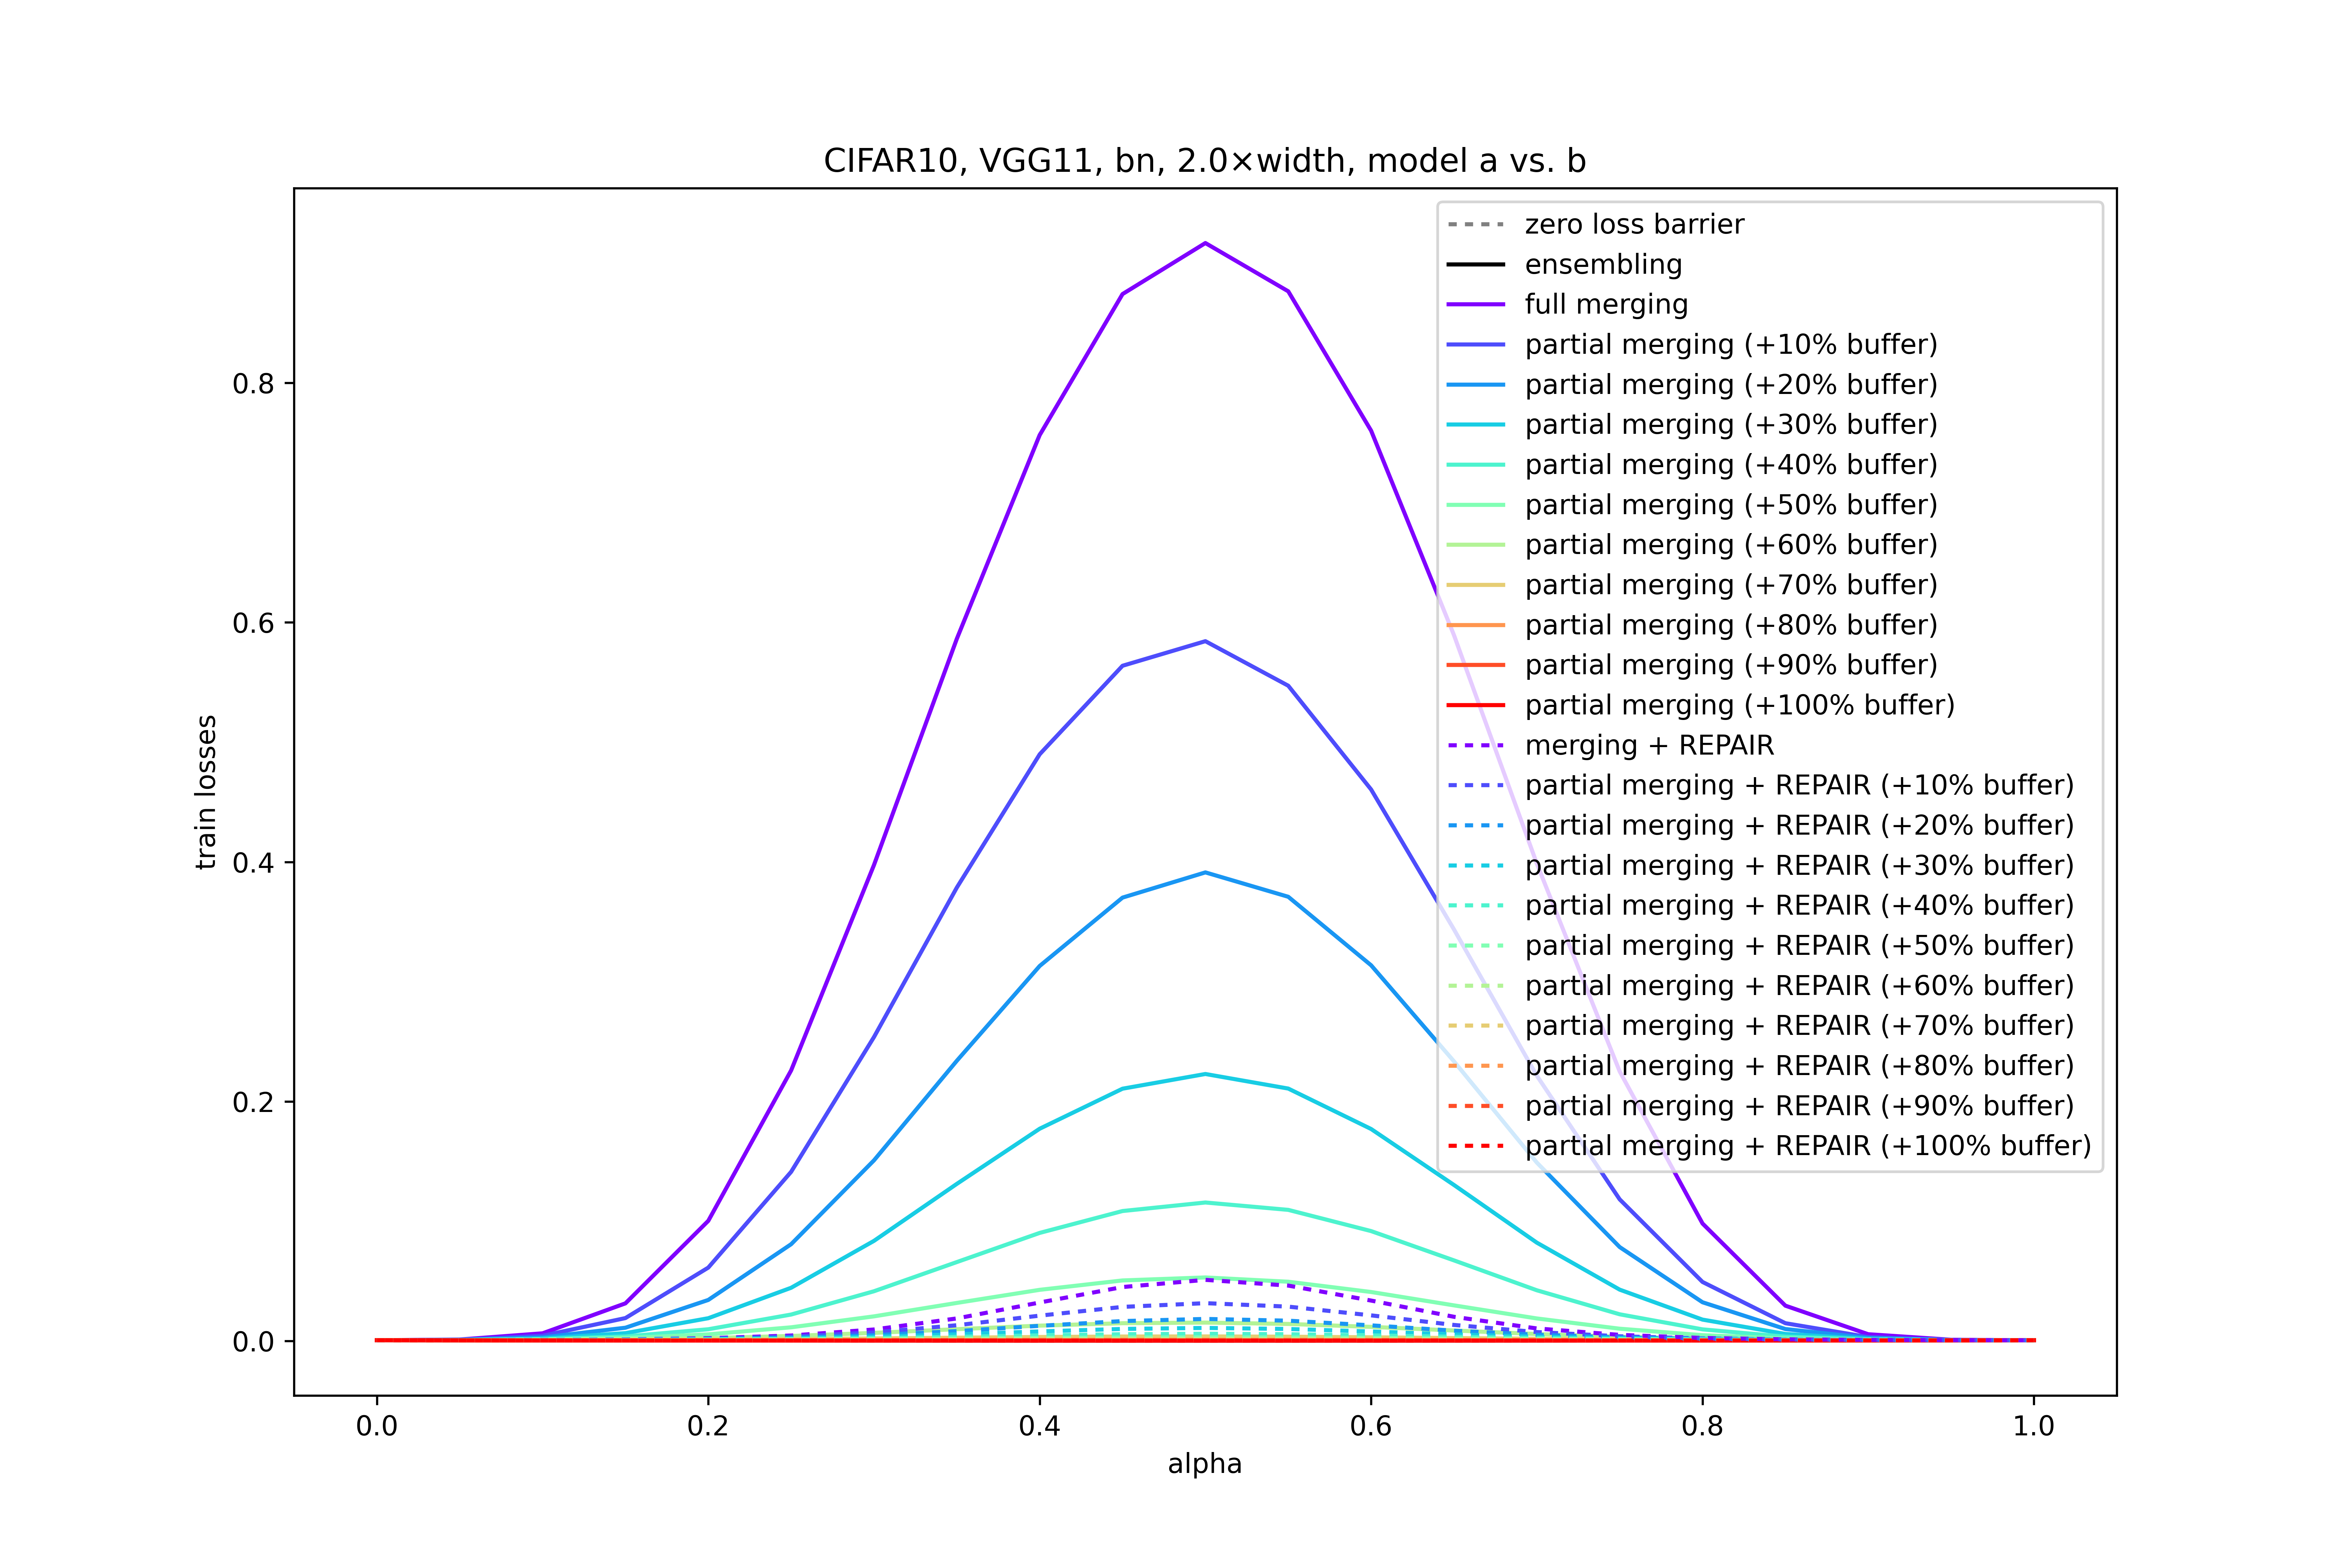 CIFAR10, VGG11, bn, 2.0×width, model a vs. b
zero loss barrier
ensembling
full merging
partial merging (+10% buffer)
partial merging (+20% buffer)
partial merging (+30% buffer)
partial merging (+40% buffer)
partial merging (+50% buffer)
partial merging (+60% buffer)
partial merging (+70% buffer)
partial merging (+80% buffer)
partial merging (+90% buffer)
partial merging (+100% buffer)
merging + REPAIR
partial merging + REPAIR (+10% buffer)
partial merging + REPAIR (+20% buffer)
partial merging + REPAIR (+30% buffer)
partial merging + REPAIR (+40% buffer)
partial merging + REPAIR (+50% buffer)
partial merging + REPAIR (+60% buffer)
partial merging + REPAIR (+70% buffer)
partial merging + REPAIR (+80% buffer)
partial merging + REPAIR (+90% buffer)
partial merging + REPAIR (+100% buffer)
train losses
0.8
0.6
0.4
0.2
0.0
0.0 0.2 0.4 0.6 0.8 1.0
alpha